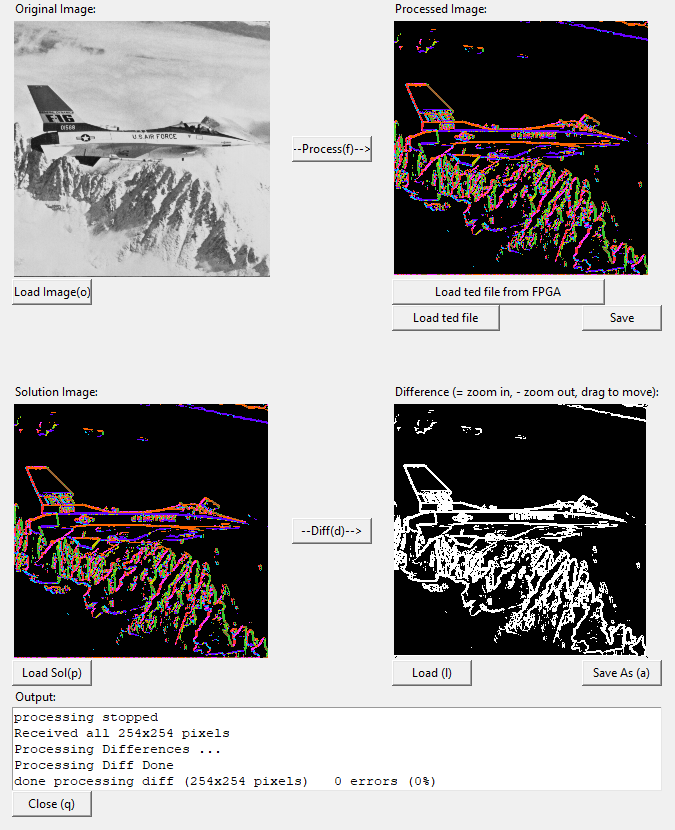 Original Image:
Processed Image:
F-16
01568
U.S. AIR FORCE
--Process(f)-->
Load Image(o)
Load ted file from FPGA
Load ted file
Save
Solution Image:
Difference (= zoom in, - zoom out, drag to move):
--Diff(d)-->
Load Sol(p)
Load (l)
Save As (a)
Output:
processing stopped
Received all 254x254 pixels
Processing Differences ...
Processing Diff Done
done processing diff (254x254 pixels)   0 errors (0%)
Close (q)